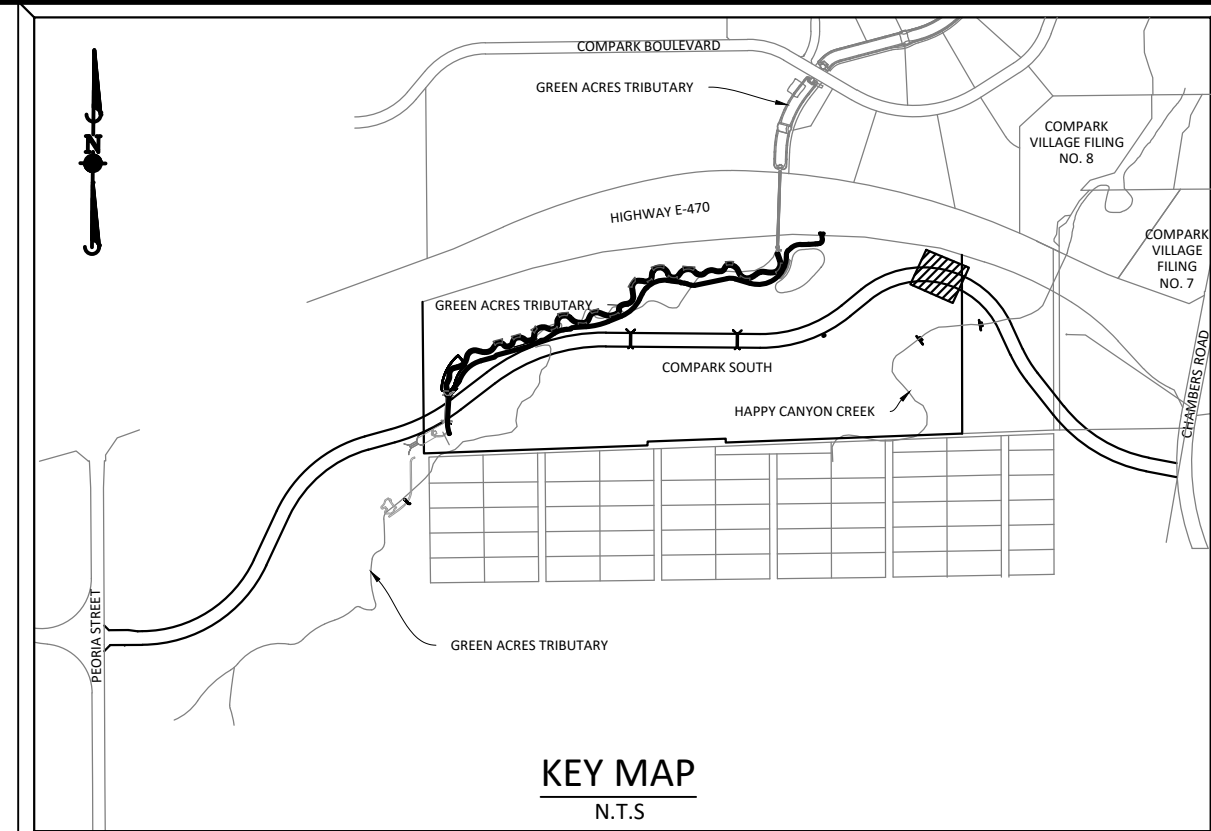 COMPARK BOULEVARD
GREEN ACRES TRIBUTARY
COMPARK
VILLAGE FILING
NO. 8
N
HIGHWAY E-470
COMPARK
VILLAGE
FILING
NO. 7
GREEN ACRES TRIBUTARY
COMPARK SOUTH
CHAMBERS ROAD
HAPPY CANYON CREEK
PEORIA STREET
GREEN ACRES TRIBUTARY
KEY MAP
N.T.S